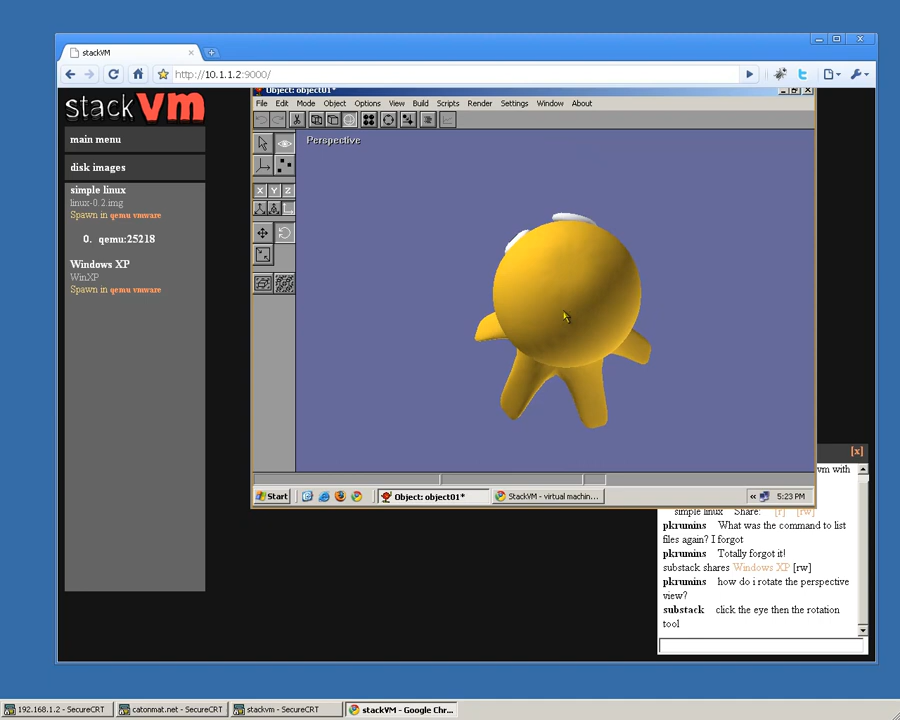 stackVM
http://10.1.1.2:9000/
stackVM
main menu
disk images
simple linux
linux-0.2.img
Spawn in qemu vmware
0. qemu:25218
Windows XP
WinXP
Spawn in qemu vmware
Object: object01*
File Edit Mode Object Options View Build Scripts Render Settings Window About
Perspective
X Y Z
Start
Object: object01*
StackVM - virtual machin...
« 5:23 PM
[x]
vm with
simple linux Share: [r] [rw]
pkrumins What was the command to list
files again? I forgot
pkrumins Totally forgot it!
substack shares Windows XP [rw]
pkrumins how do i rotate the perspective
view?
substack click the eye then the rotation
tool
192.168.1.2 - SecureCRT
catonmat.net - SecureCRT
stackvm - SecureCRT
stackVM - Google Chr...